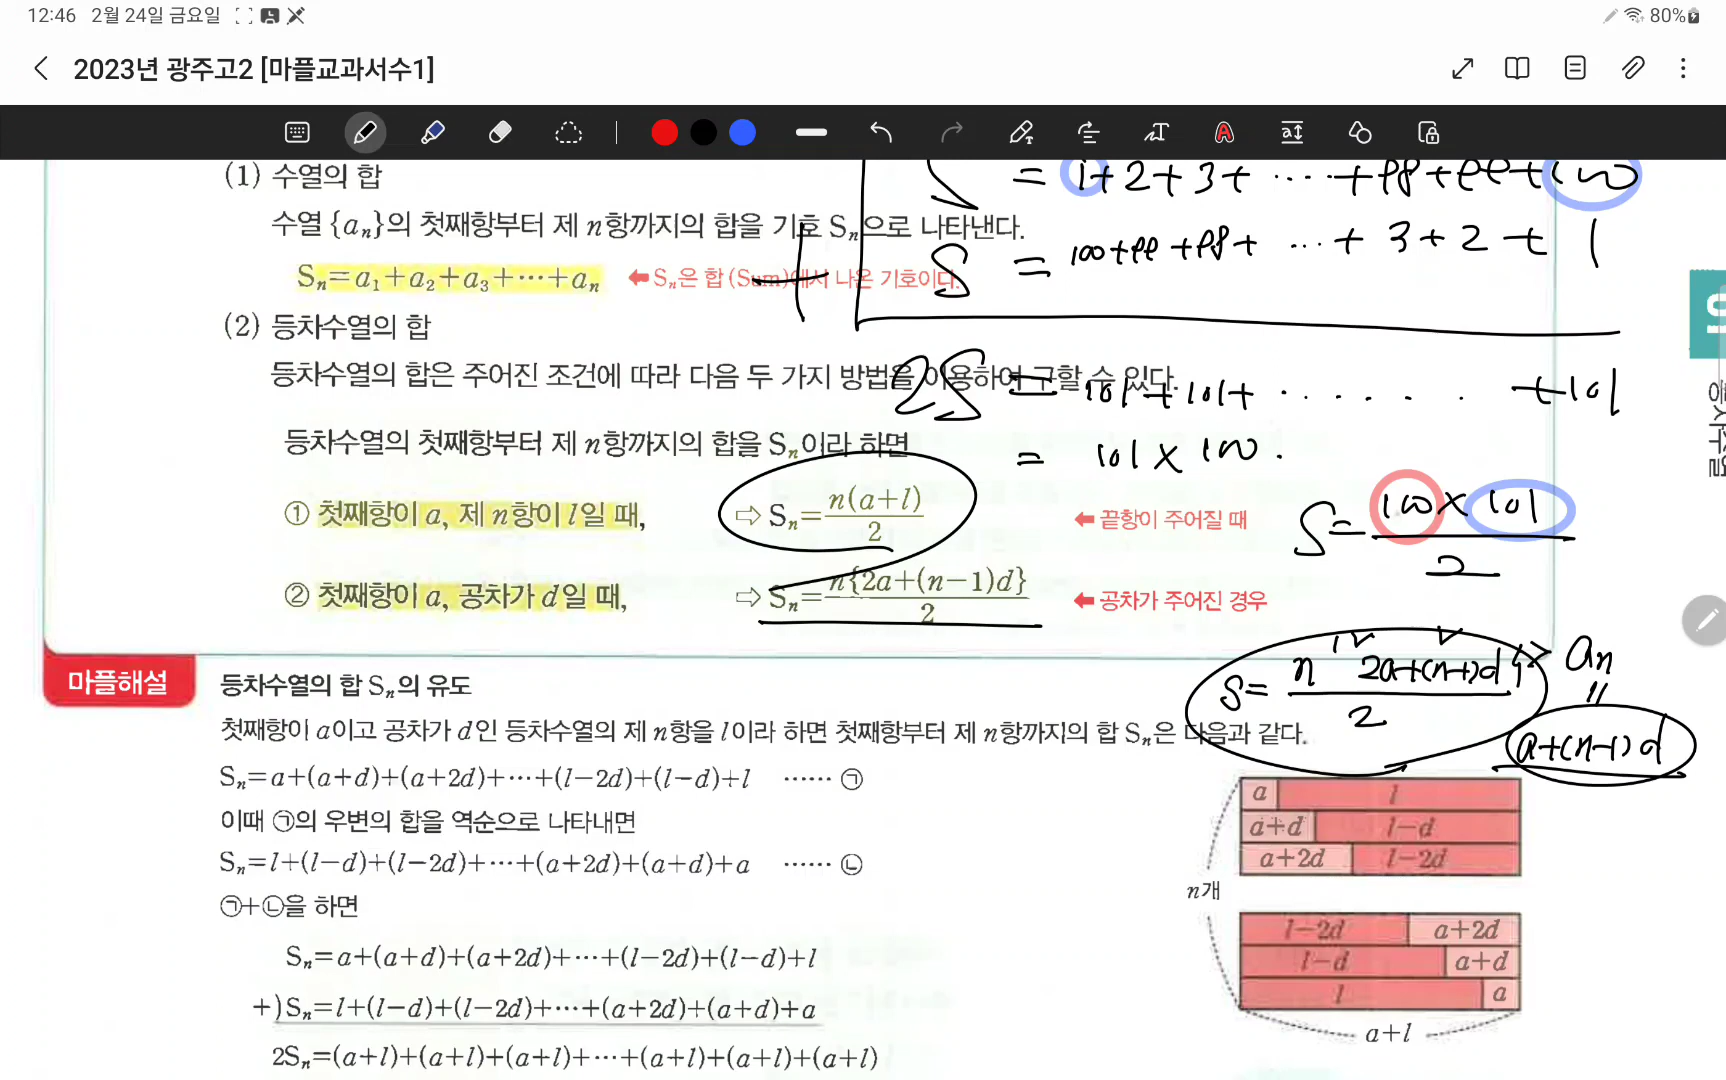 12:46 2월 24일 금요일
80%
2023년 광주고2 [마플교과서수1]
(1) 수열의 합
= 1+2+3+ ⋯ +98+99+100
수열 {aₙ}의 첫째항부터 제 n항까지의 합을 기호 Sₙ으로 나타낸다.
S = 100+99+98+ ⋯ + 3+2+1
Sₙ=a₁+a₂+a₃+⋯+aₙ
Sₙ은 합(Sum)에서 나온 기호이다.
(2) 등차수열의 합
등차수열의 합은 주어진 조건에 따라 다음 두 가지 방법을 이용하여 구할 수 있다.
2S = 101+101+ ⋯⋯ +101
등차수열의 첫째항부터 제 n항까지의 합을 Sₙ이라 하면
= 101×100.
① 첫째항이 a, 제 n항이 l일 때, ⇨ Sₙ=n(a+l)/2 끝항이 주어질 때
S=100×101/2
② 첫째항이 a, 공차가 d일 때, ⇨ Sₙ=n{2a+(n−1)d}/2 공차가 주어진 경우
S=n{2a+(n-1)d}/2
aₙ
=
a+(n-1)d
마플해설
등차수열의 합 Sₙ의 유도
첫째항이 a이고 공차가 d인 등차수열의 제 n항을 l이라 하면 첫째항부터 제 n항까지의 합 Sₙ은 다음과 같다.
Sₙ=a+(a+d)+(a+2d)+⋯+(l−2d)+(l−d)+l ⋯⋯ ㉠
이때 ㉠의 우변의 합을 역순으로 나타내면
Sₙ=l+(l−d)+(l−2d)+⋯+(a+2d)+(a+d)+a ⋯⋯ ㉡
㉠+㉡을 하면
Sₙ=a+(a+d)+(a+2d)+⋯+(l−2d)+(l−d)+l
+)Sₙ=l+(l−d)+(l−2d)+⋯+(a+2d)+(a+d)+a
2Sₙ=(a+l)+(a+l)+(a+l)+⋯+(a+l)+(a+l)+(a+l)
a l
a+d l−d
a+2d l−2d
n개
l−2d a+2d
l−d a+d
l a
a+l